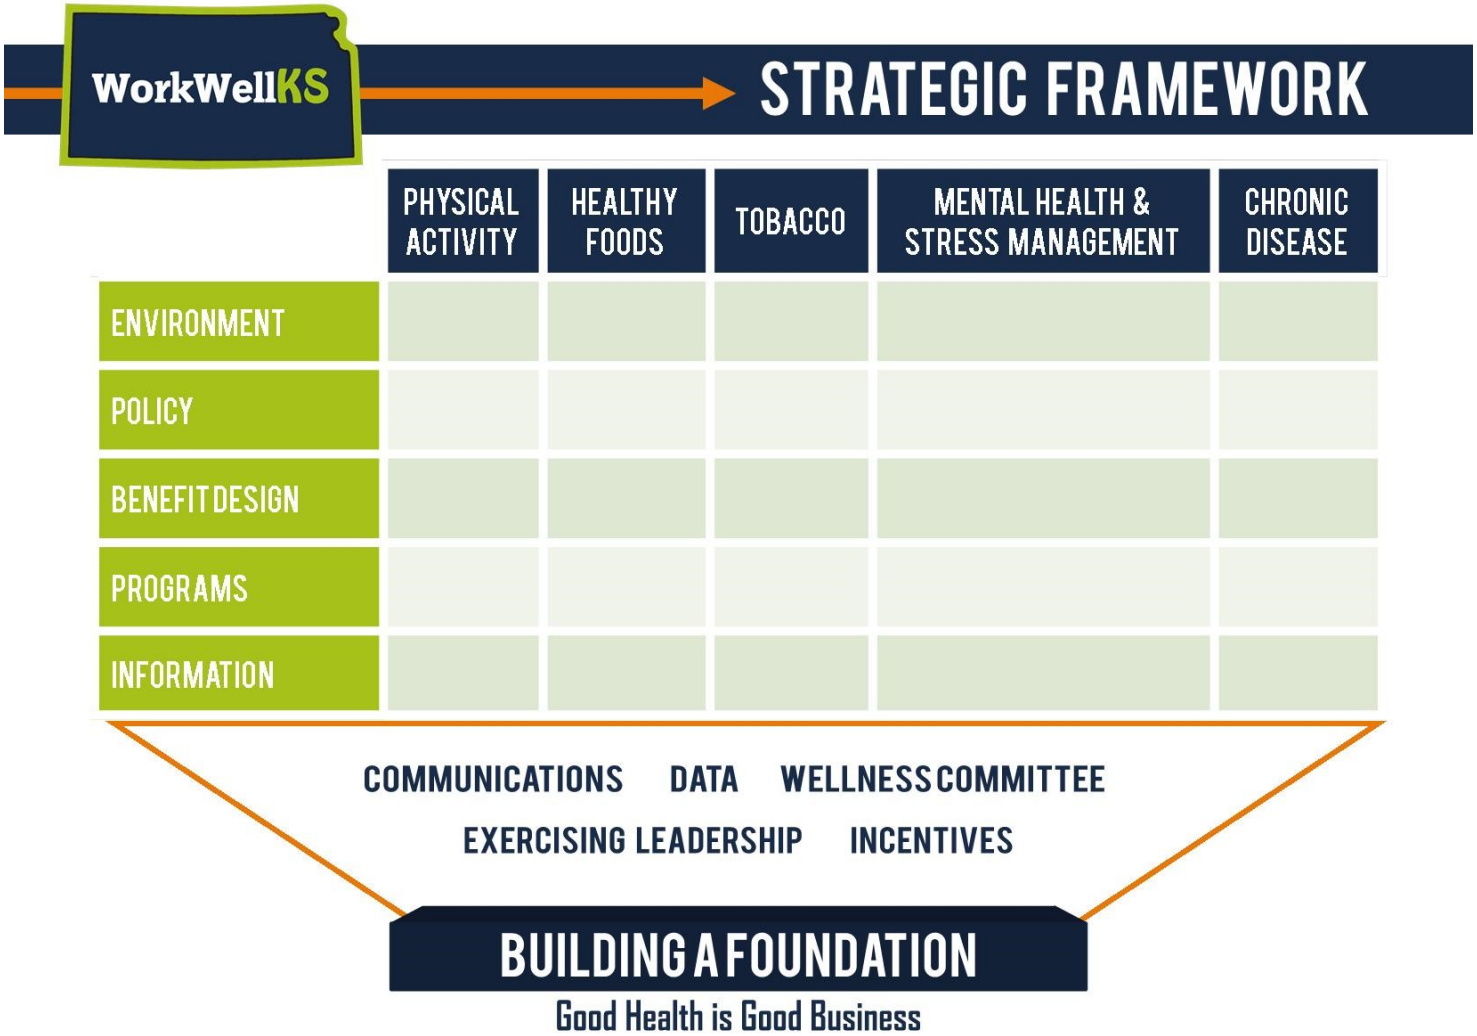 WorkWellKS
STRATEGIC FRAMEWORK
PHYSICAL
ACTIVITY
HEALTHY
FOODS
TOBACCO
MENTAL HEALTH &
STRESS MANAGEMENT
CHRONIC
DISEASE
ENVIRONMENT
POLICY
BENEFIT DESIGN
PROGRAMS
INFORMATION
COMMUNICATIONS DATA WELLNESS COMMITTEE
EXERCISING LEADERSHIP INCENTIVES
BUILDING A FOUNDATION
Good Health is Good Business